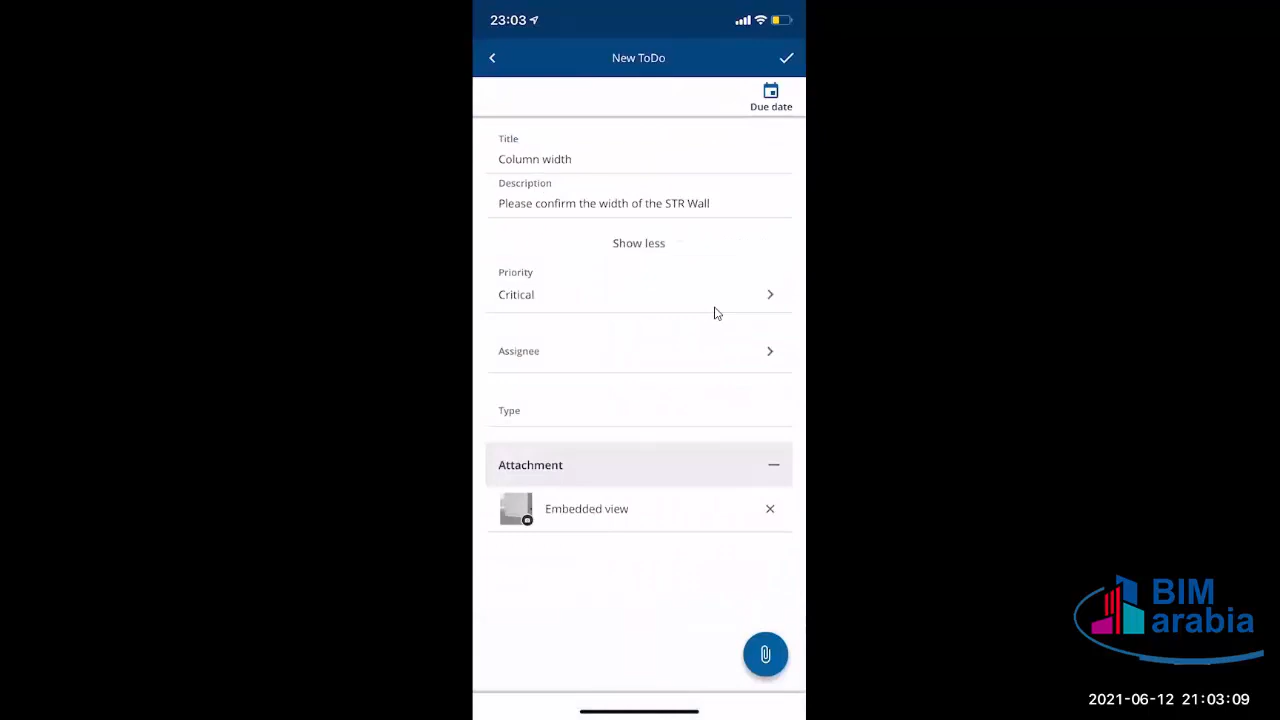 23:03
New ToDo
Due date
Title
Column width
Description
Please confirm the width of the STR Wall
Show less
Priority
Critical
Assignee
Type
Attachment
Embedded view
BIM
arabia
2021-06-12 21:03:09